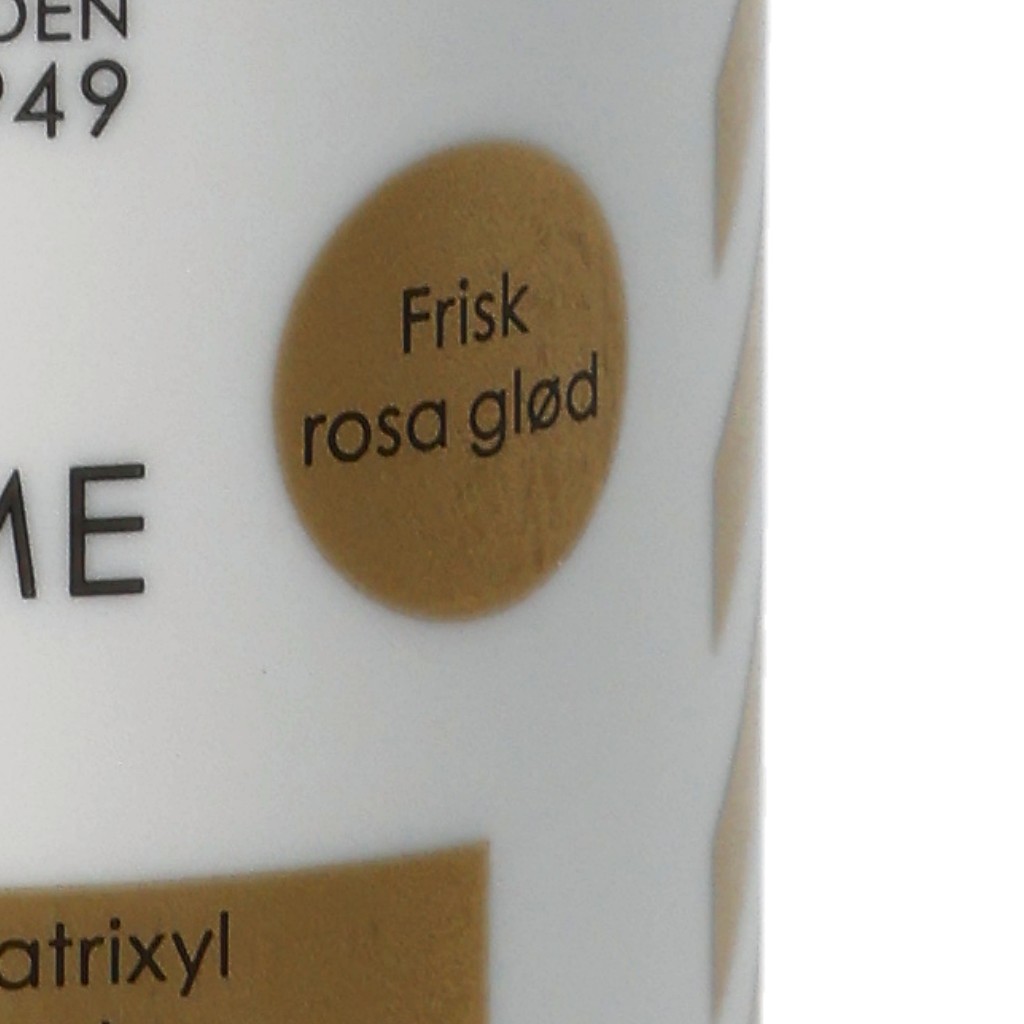 DEN
949
Frisk
rosa glød
ME
atrixyl